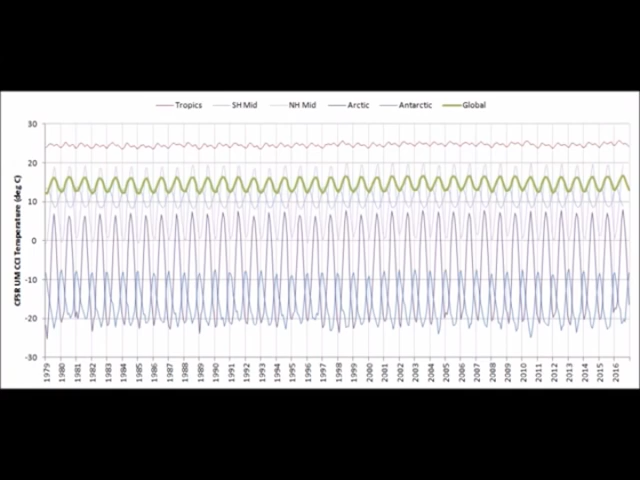 Tropics SH Mid NH Mid Arctic Antarctic Global
CFSR UM CCI Temperature (deg C)
30
20
10
0
-10
-20
-30
1979 1980 1981 1982 1983 1984 1985 1986 1987 1988 1989 1990 1991 1992 1993 1994 1995 1996 1997 1998 1999 2000 2001 2002 2003 2004 2005 2006 2007 2008 2009 2010 2011 2012 2013 2014 2015 2016